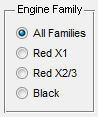 Engine Family
All Families
Red X1
Red X2/3
Black